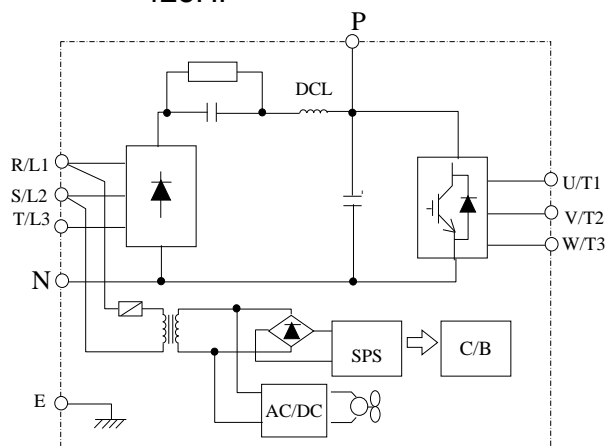 P
DCL
R/L1
S/L2
T/L3
U/T1
V/T2
W/T3
N
SPS
C/B
E
AC/DC